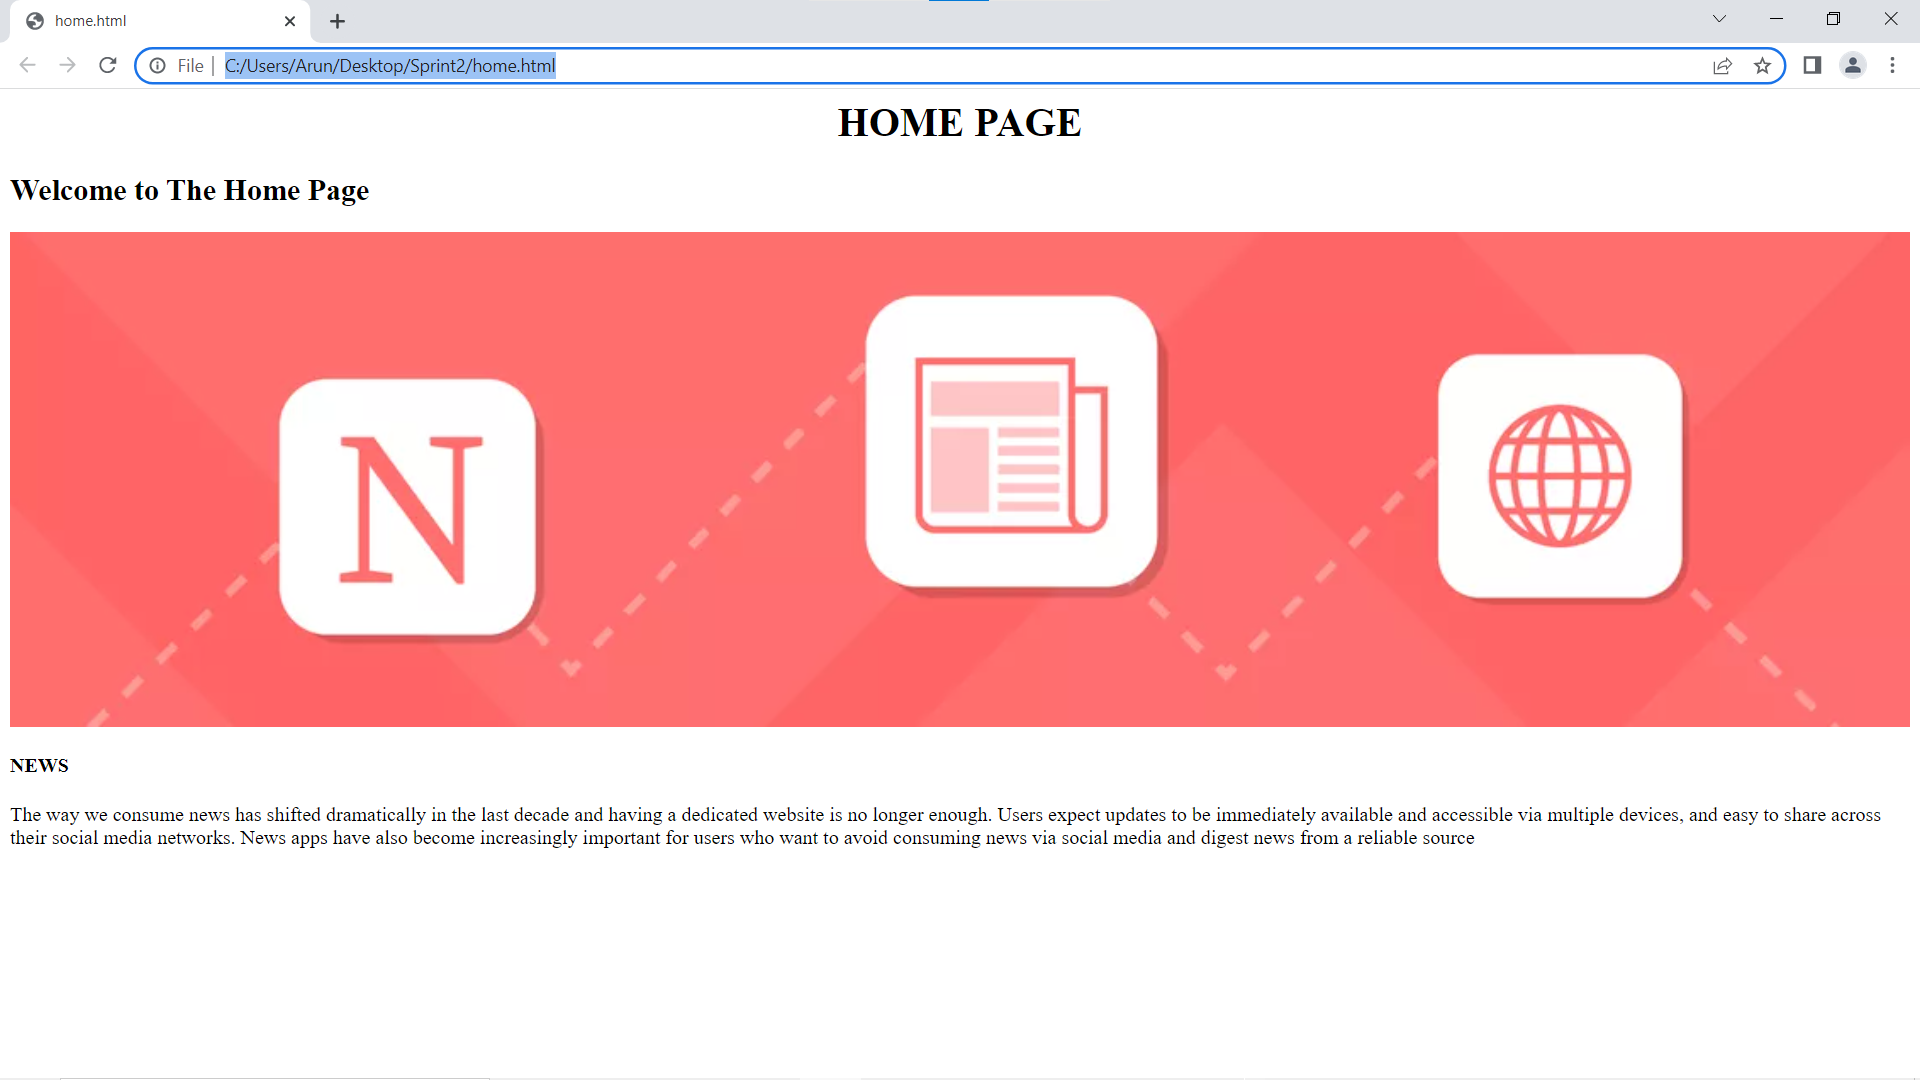 home.html
File
C:/Users/Arun/Desktop/Sprint2/home.html
HOME PAGE
Welcome to The Home Page
N
NEWS
The way we consume news has shifted dramatically in the last decade and having a dedicated website is no longer enough. Users expect updates to be immediately available and accessible via multiple devices, and easy to share across
their social media networks. News apps have also become increasingly important for users who want to avoid consuming news via social media and digest news from a reliable source